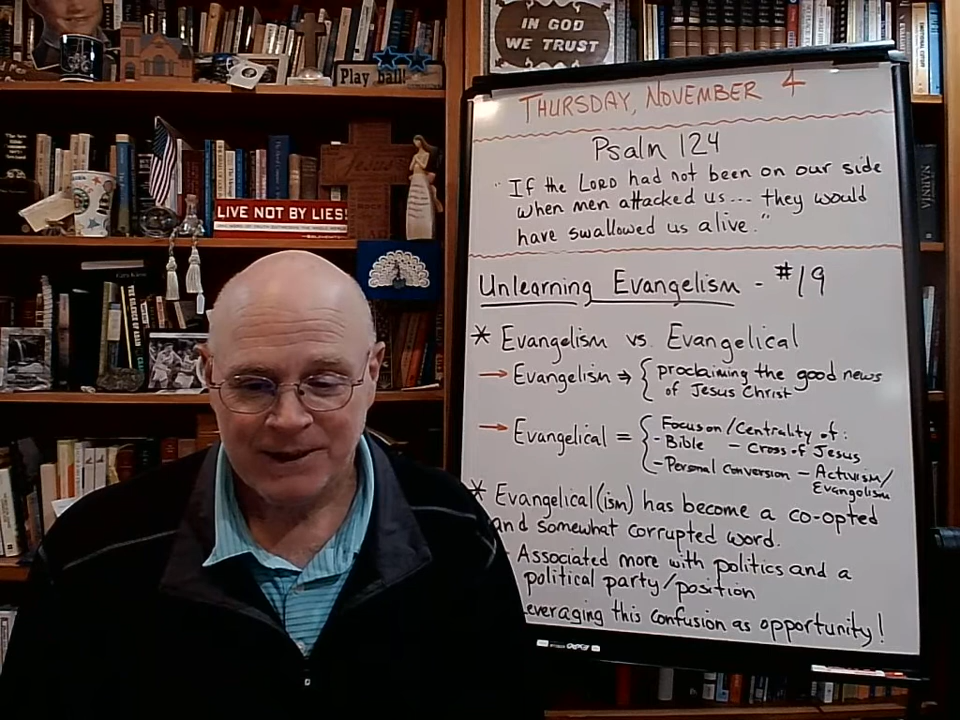 IN GOD
WE TRUST
Play ball!
LIVE NOT BY LIES!
NARNIA
THURSDAY, NOVEMBER 4
Psalm 124
"If the LORD had not been on our side
when men attacked us... they would
have swallowed us alive."
Unlearning Evangelism - #19
* Evangelism vs. Evangelical
→ Evangelism → { proclaiming the good news
of Jesus Christ
→ Evangelical = { Focus on/Centrality of:
- Bible - Cross of Jesus
- Personal Conversion - Activism/
Evangelism
* Evangelical(ism) has become a co-opted
and somewhat corrupted word.
Associated more with politics and a
political party/position
everaging this confusion as opportunity!